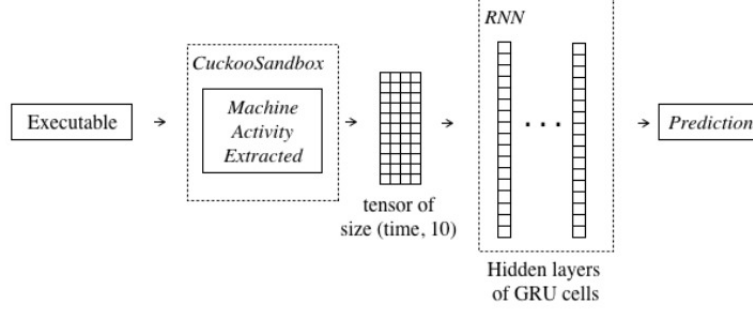 RNN
CuckooSandbox
Executable
Machine
Activity
Extracted
Prediction
tensor of
size (time, 10)
Hidden layers
of GRU cells